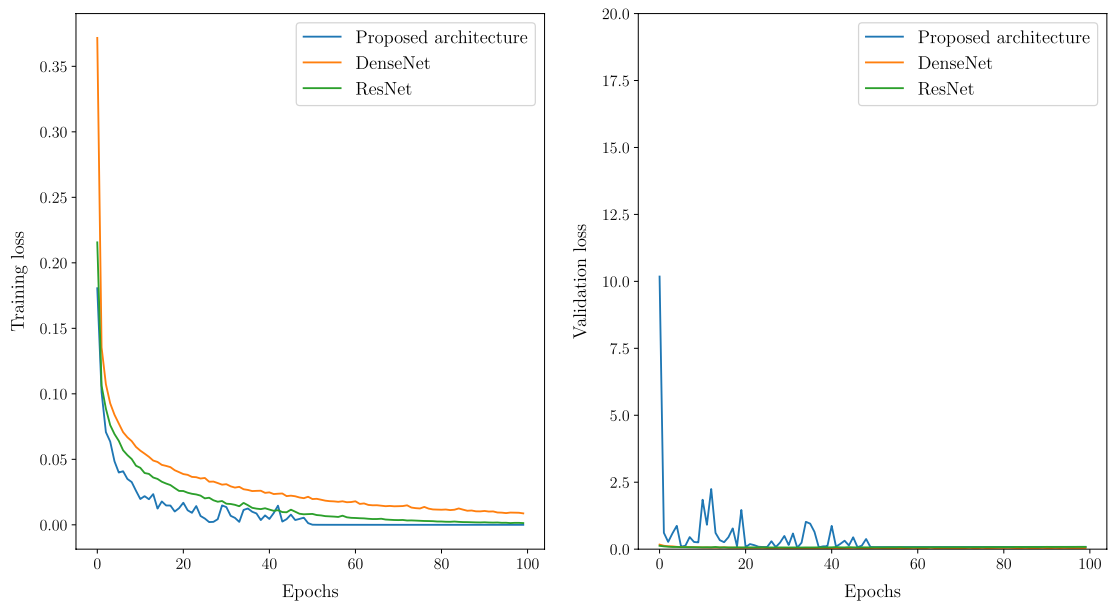 Proposed architecture
DenseNet
ResNet
0.35
0.30
0.25
0.20
0.15
0.10
0.05
0.00
Training loss
0 20 40 60 80 100
Epochs
Proposed architecture
DenseNet
ResNet
20.0
17.5
15.0
12.5
10.0
7.5
5.0
2.5
0.0
Validation loss
0 20 40 60 80 100
Epochs